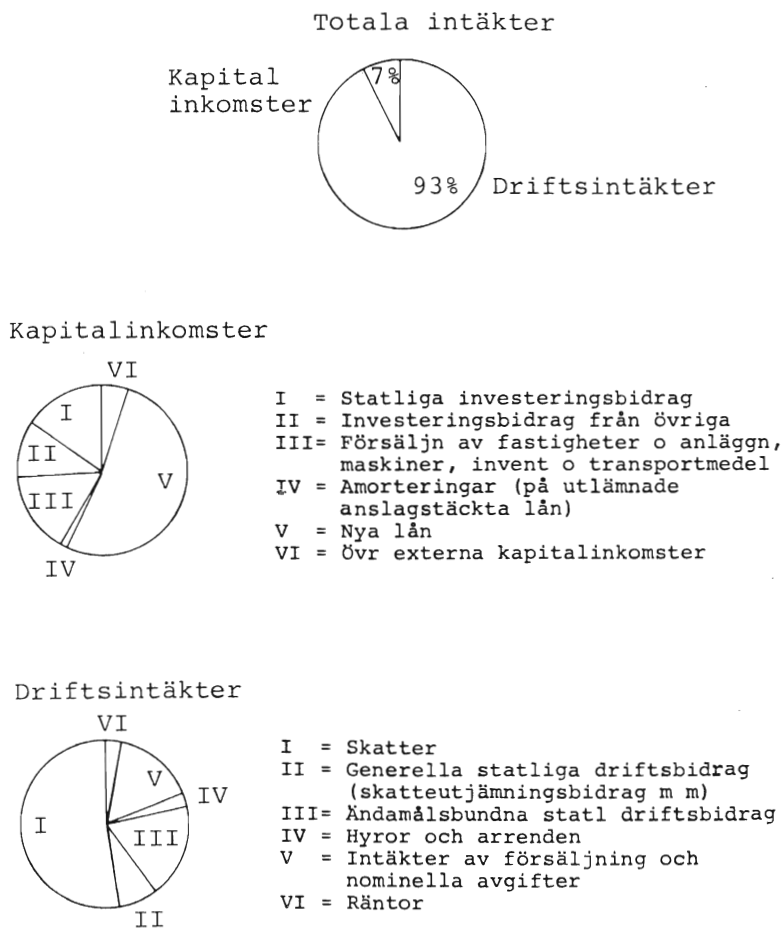 Totala intäkter
Kapital
inkomster
7%
93%
Driftsintäkter
Kapitalinkomster
VI
I
II
III
IV
V
I = Statliga investeringsbidrag
II = Investeringsbidrag från övriga
III= Försäljn av fastigheter o anläggn,
maskiner, invent o transportmedel
IV = Amorteringar (på utlämnade
anslagstäckta lån)
V = Nya lån
VI = Övr externa kapitalinkomster
Driftsintäkter
VI
V
IV
I
III
II
I = Skatter
II = Generella statliga driftsbidrag
(skatteutjämningsbidrag m m)
III= Ändamålsbundna statl driftsbidrag
IV = Hyror och arrenden
V = Intäkter av försäljning och
nominella avgifter
VI = Räntor